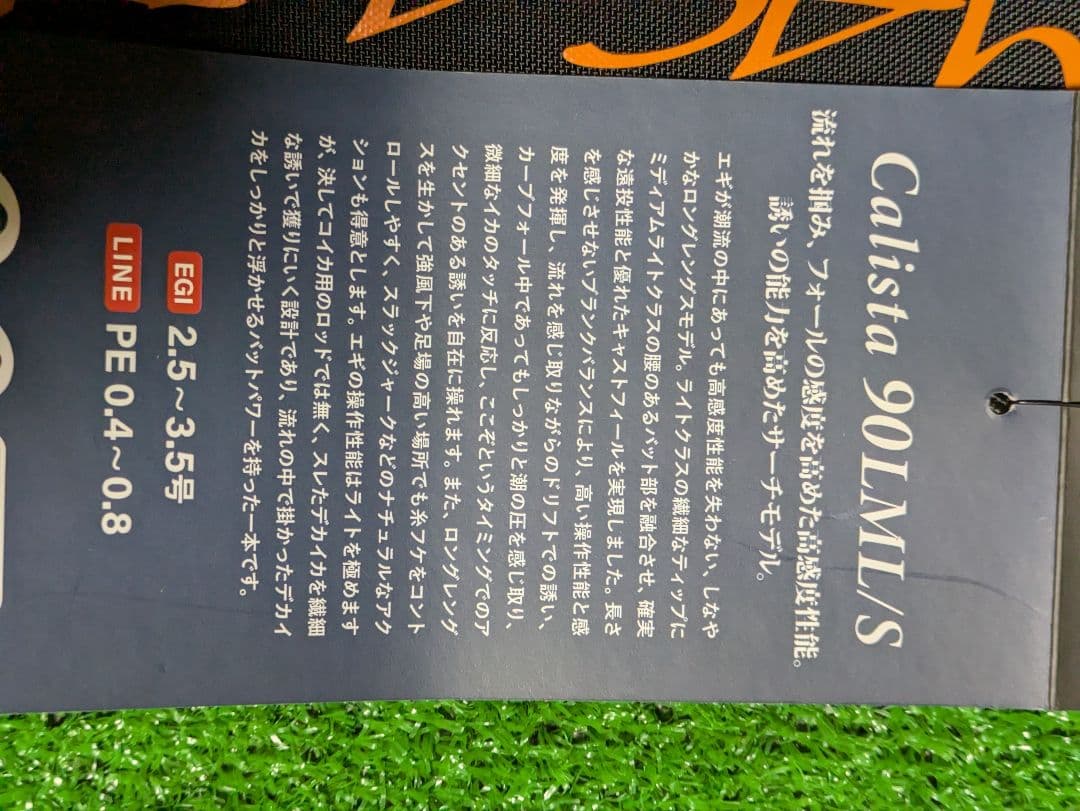 Calista 90LML/S
流れを掴み、フォールの感度を高めた高感度性能。
誘いの能力を高めたサーチモデル。
エギが潮流の中にあっても高感度性能を失わない、しなや
かなロングレングスモデル。ライトクラスの繊細なティップに
ミディアムライトクラスの腰のあるバット部を融合させ、確実
な遠投性能と優れたキャストフィールを実現しました。長さ
を感じさせないブランクバランスにより、高い操作性能と感
度を発揮し、流れを感じ取りながらのドリフトでの誘い、
カーブフォール中であってもしっかりと潮の圧を感じ取り、
微細なイカのタッチに反応し、ここぞというタイミングでのア
クセントのある誘いを自在に操れます。また、ロングレング
スを生かして強風下や足場の高い場所でも糸フケをコント
ロールしやすく、スラックジャークなどのナチュラルなアク
ションも得意とします。エギの操作性能はライトを極めます
が、決してコイカ用のロッドでは無く、スレたデカイカを繊細
な誘いで獲りにいく設計であり、流れの中で掛かったデカイ
カをしっかりと浮かせるバットパワーを持った一本です。
EGI 2.5～3.5号
LINE PE 0.4～0.8